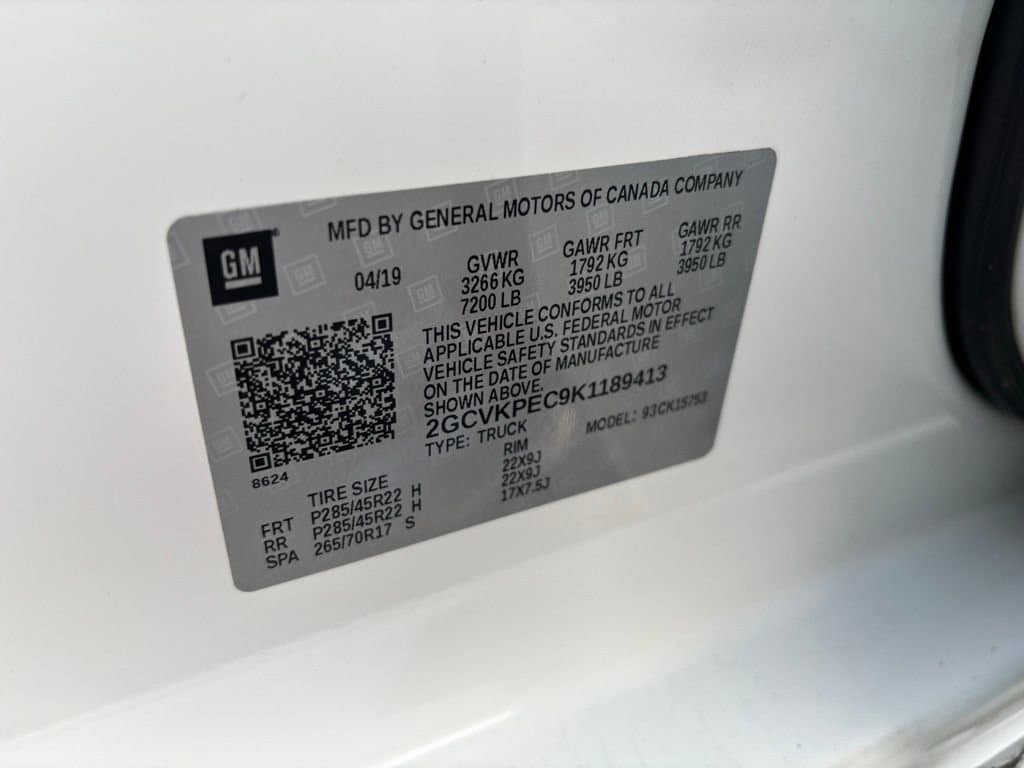 GM
MFD BY GENERAL MOTORS OF CANADA COMPANY
04/19
GVWR GAWR FRT GAWR RR
3266 KG 1792 KG 1792 KG
7200 LB 3950 LB 3950 LB
THIS VEHICLE CONFORMS TO ALL
APPLICABLE U.S. FEDERAL MOTOR
VEHICLE SAFETY STANDARDS IN EFFECT
ON THE DATE OF MANUFACTURE
SHOWN ABOVE.
2GCVKPEC9K1189413
TYPE: TRUCK MODEL: 93CK15753
8624
TIRE SIZE RIM
FRT P285/45R22 H 22X9J
RR P285/45R22 H 22X9J
SPA 265/70R17 S 17X7.5J